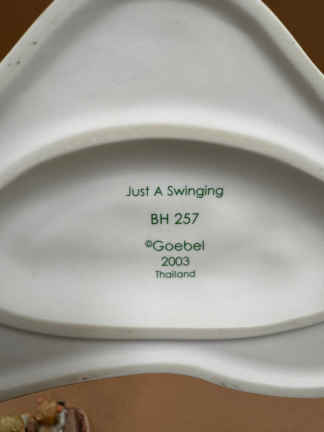 Just A Swinging
BH 257
©Goebel
2003
Thailand